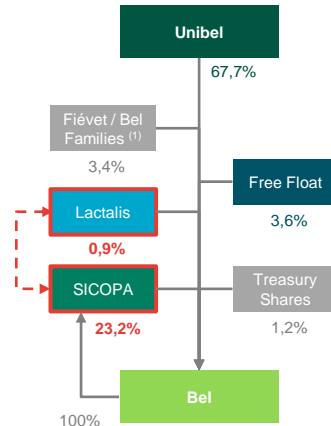 Unibel
67,7%
Fiévet / Bel
Families (1)
3,4%
Free Float
3,6%
Lactalis
0,9%
SICOPA
23,2%
Treasury
Shares
1,2%
Bel
100%